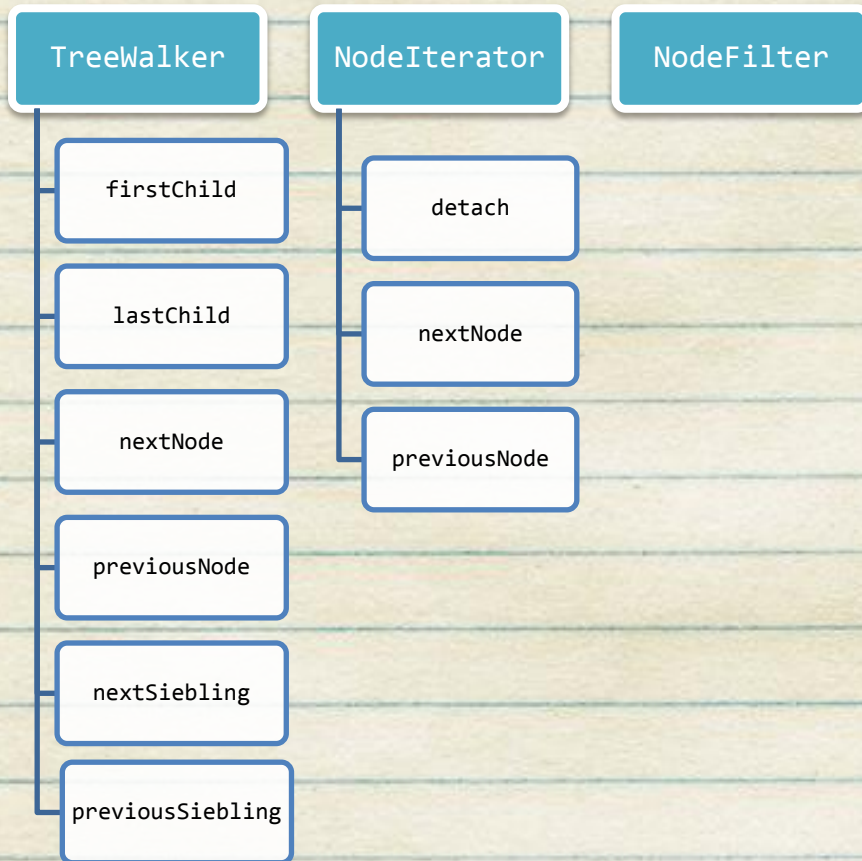 TreeWalker
firstChild
lastChild
nextNode
previousNode
nextSiebling
previousSiebling
NodeIterator
detach
nextNode
previousNode
NodeFilter